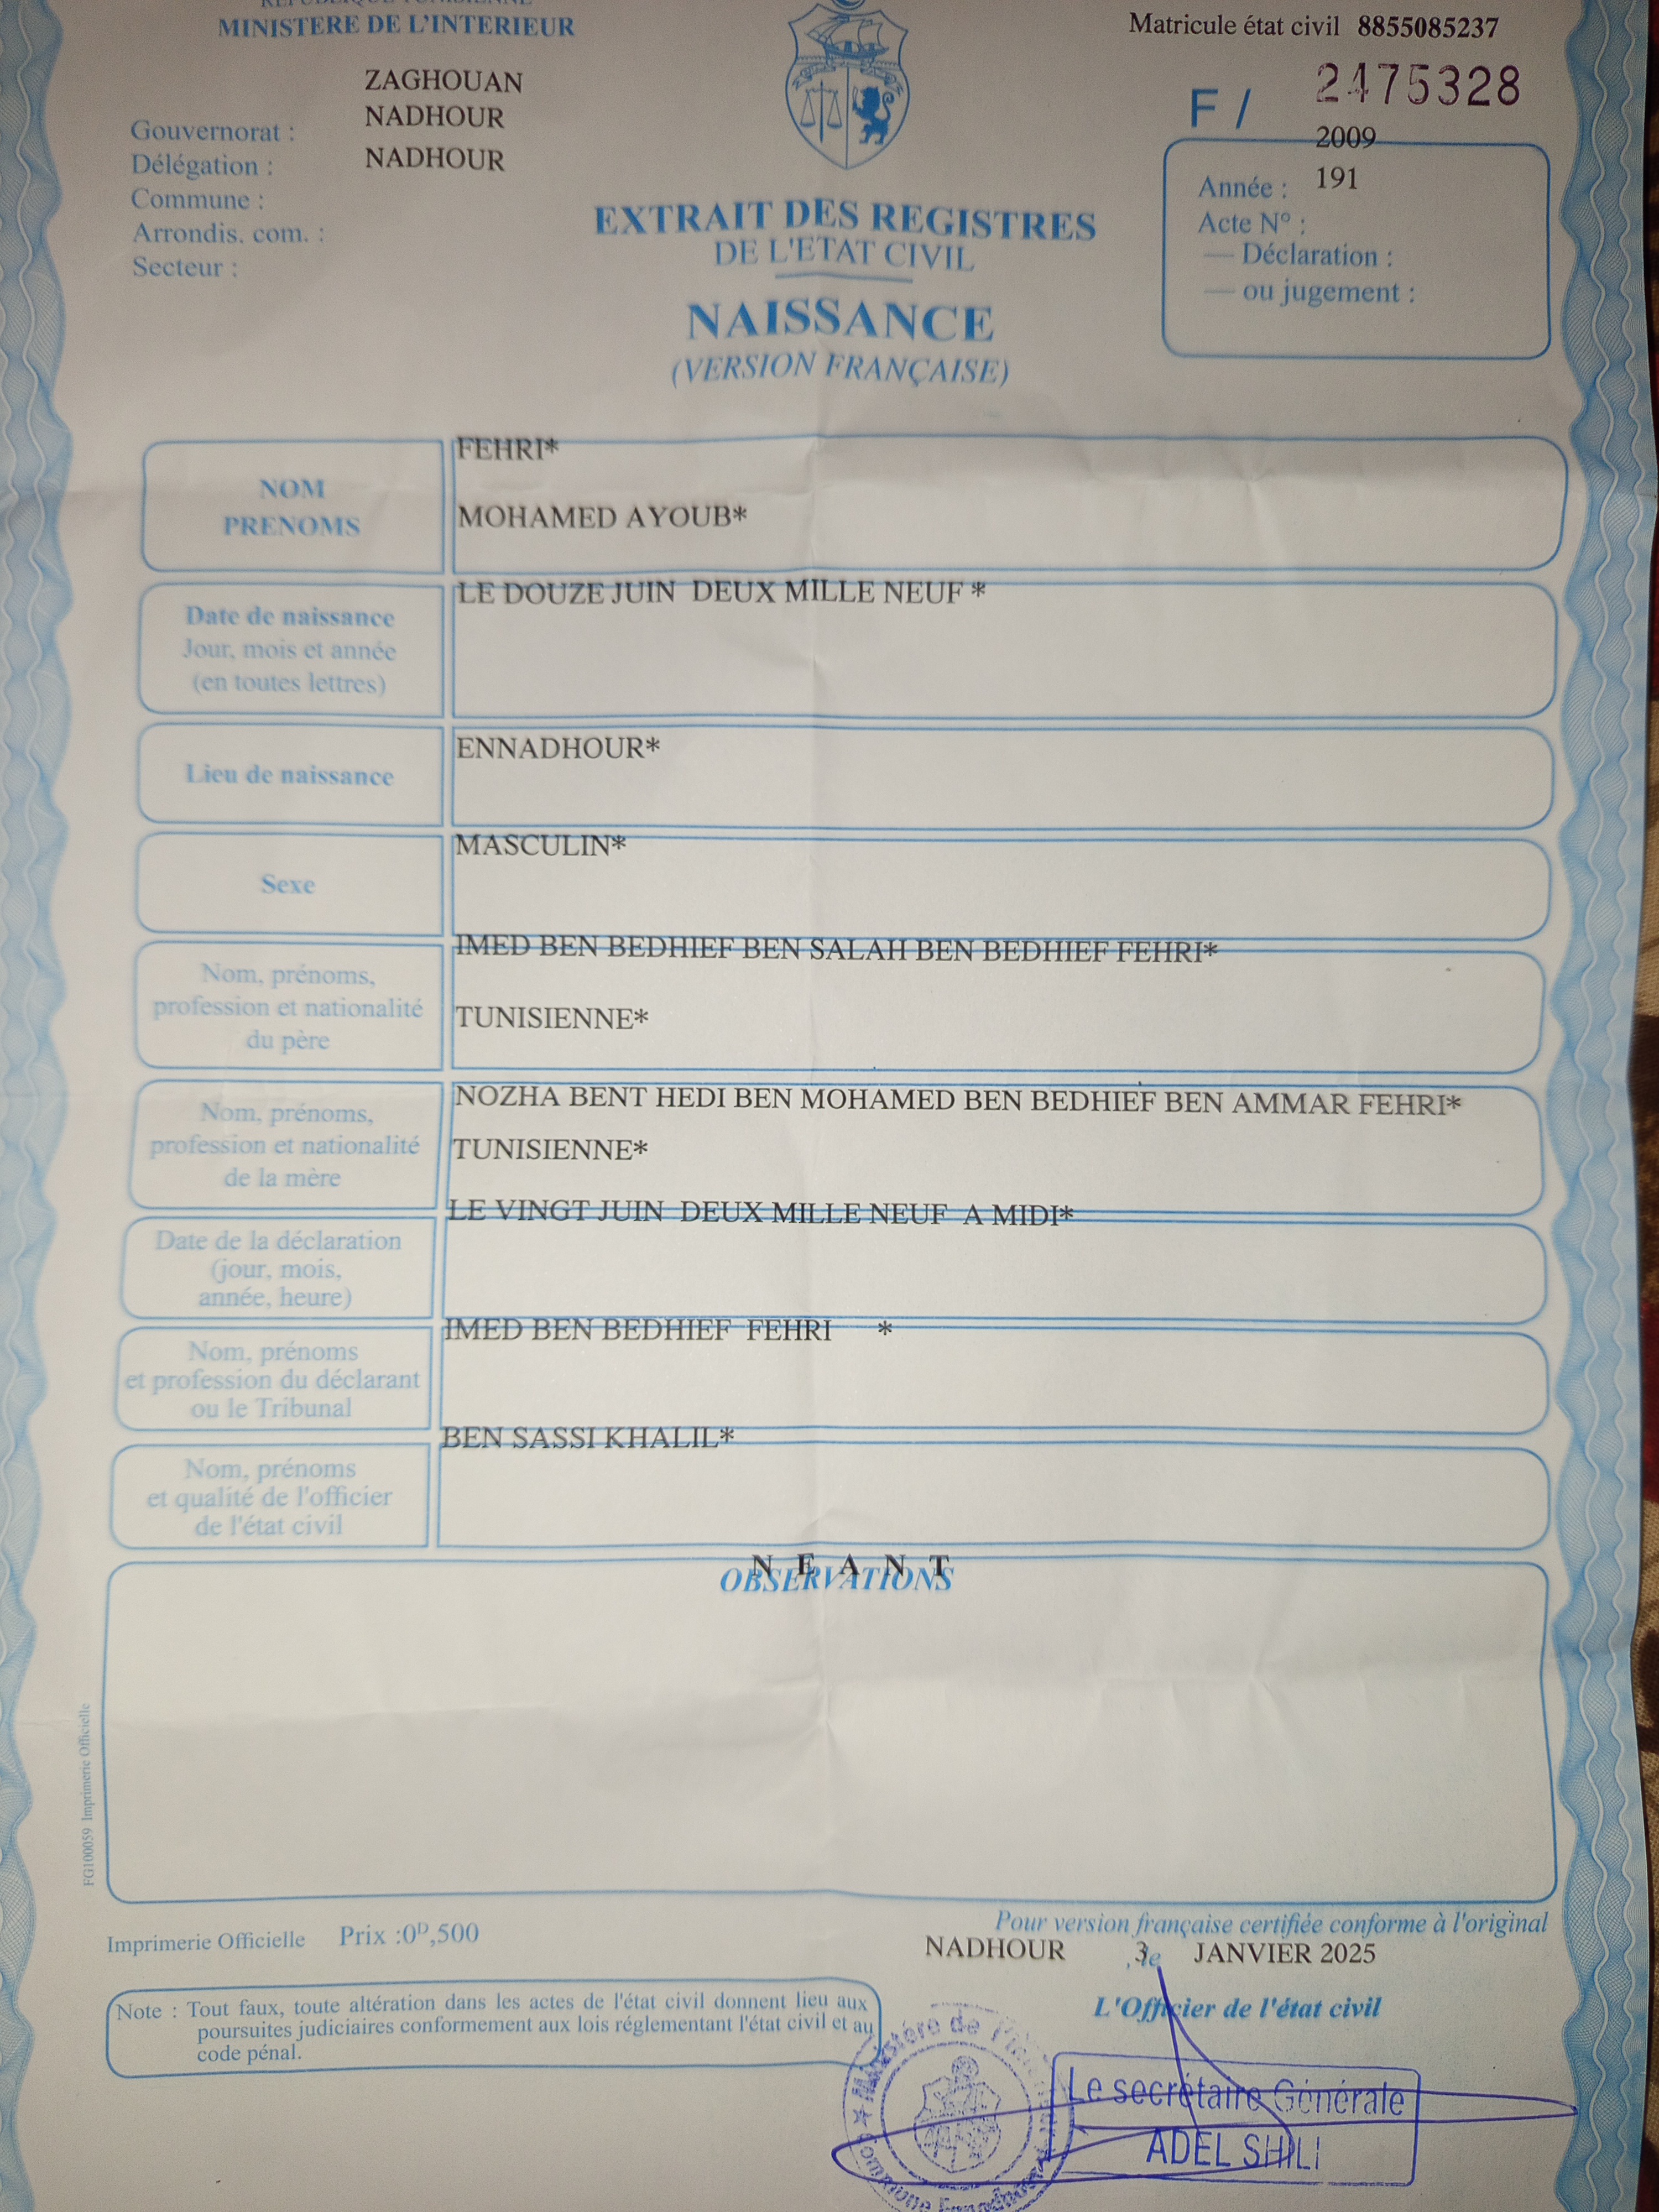 REPUBLIQUE TUNISIENNE
MINISTERE DE L'INTERIEUR
Matricule état civil 8855085237
ZAGHOUAN
NADHOUR
NADHOUR
Gouvernorat :
Délégation :
Commune :
Arrondis. com. :
Secteur :
F / 2475328
2009
Année : 191
Acte N° :
— Déclaration :
— ou jugement :
EXTRAIT DES REGISTRES
DE L'ETAT CIVIL
NAISSANCE
(VERSION FRANÇAISE)
NOM
PRENOMS
FEHRI*
MOHAMED AYOUB*
Date de naissance
Jour, mois et année
(en toutes lettres)
LE DOUZE JUIN DEUX MILLE NEUF *
Lieu de naissance
ENNADHOUR*
Sexe
MASCULIN*
Nom, prénoms,
profession et nationalité
du père
IMED BEN BEDHIEF BEN SALAH BEN BEDHIEF FEHRI*
TUNISIENNE*
Nom, prénoms,
profession et nationalité
de la mère
NOZHA BENT HEDI BEN MOHAMED BEN BEDHIEF BEN AMMAR FEHRI*
TUNISIENNE*
Date de la déclaration
(jour, mois,
année, heure)
LE VINGT JUIN DEUX MILLE NEUF A MIDI*
Nom, prénoms
et profession du déclarant
ou le Tribunal
IMED BEN BEDHIEF FEHRI *
Nom, prénoms
et qualité de l'officier
de l'état civil
BEN SASSI KHALIL*
N E A N T
OBSERVATIONS
FG100059 Imprimerie Officielle
Imprimerie Officielle Prix :0ᴰ,500
Pour version française certifiée conforme à l'original
NADHOUR ,le 3 JANVIER 2025
L'Officier de l'état civil
Note : Tout faux, toute altération dans les actes de l'état civil donnent lieu aux
poursuites judiciaires conformement aux lois réglementant l'état civil et au
code pénal.
Ministère de
Commune Ennadhour
Le secrétaire Générale
ADEL SHILI